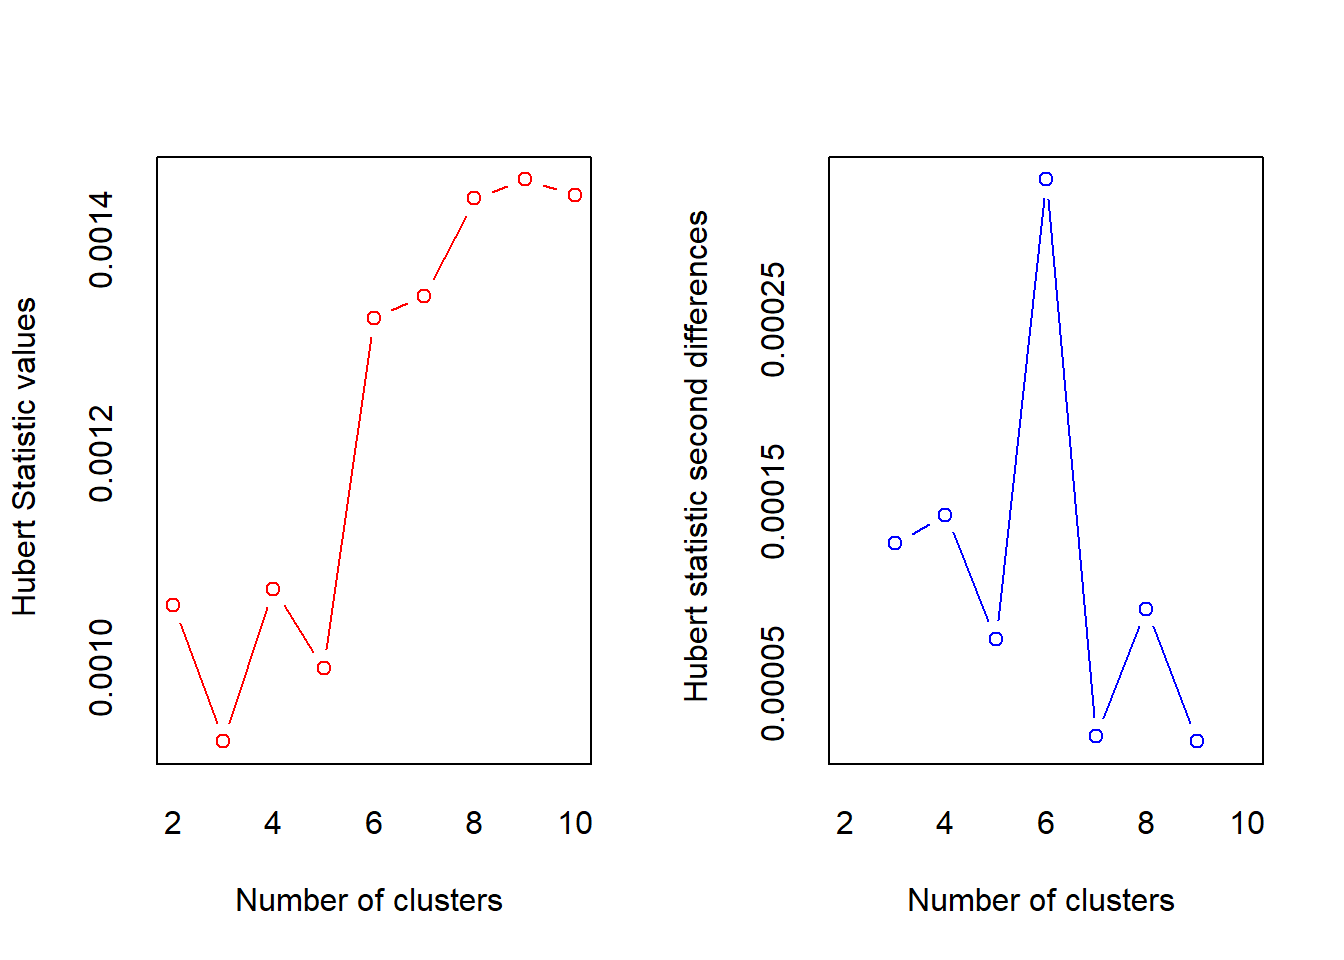 Hubert Statistic values
0.0014
0.0012
0.0010
2 4 6 8 10
Number of clusters
Hubert statistic second differences
0.00025
0.00015
0.00005
2 4 6 8 10
Number of clusters